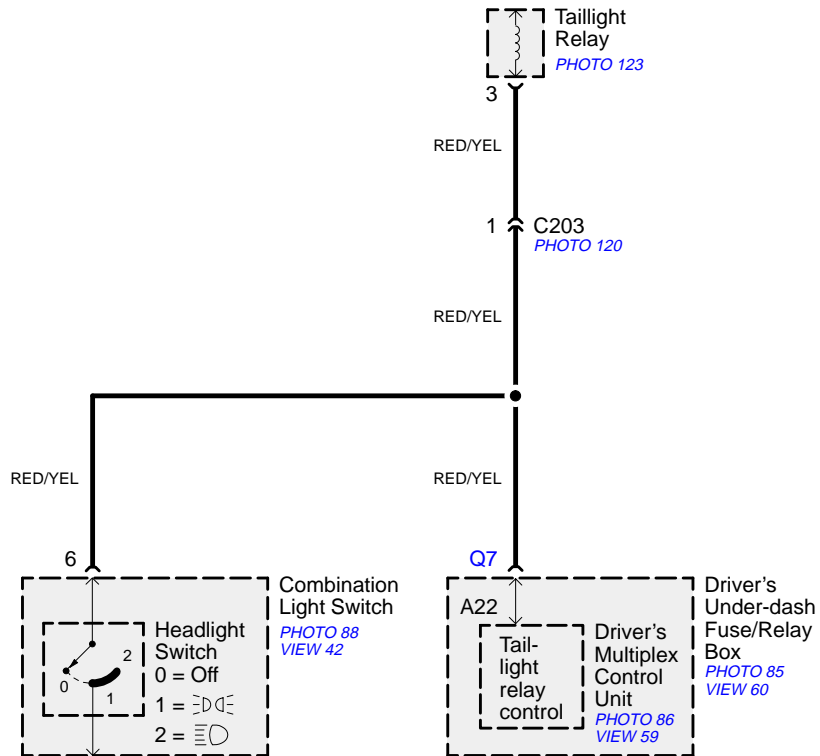 Taillight
Relay
PHOTO 123
3
RED/YEL
1
C203
PHOTO 120
RED/YEL
RED/YEL
RED/YEL
6
Combination
Light Switch
PHOTO 88
VIEW 42
Headlight
Switch
0 = Off
1 =
2 =
0
1
2
Q7
A22
Tail-
light
relay
control
Driver's
Multiplex
Control
Unit
PHOTO 86
VIEW 59
Driver's
Under-dash
Fuse/Relay
Box
PHOTO 85
VIEW 60